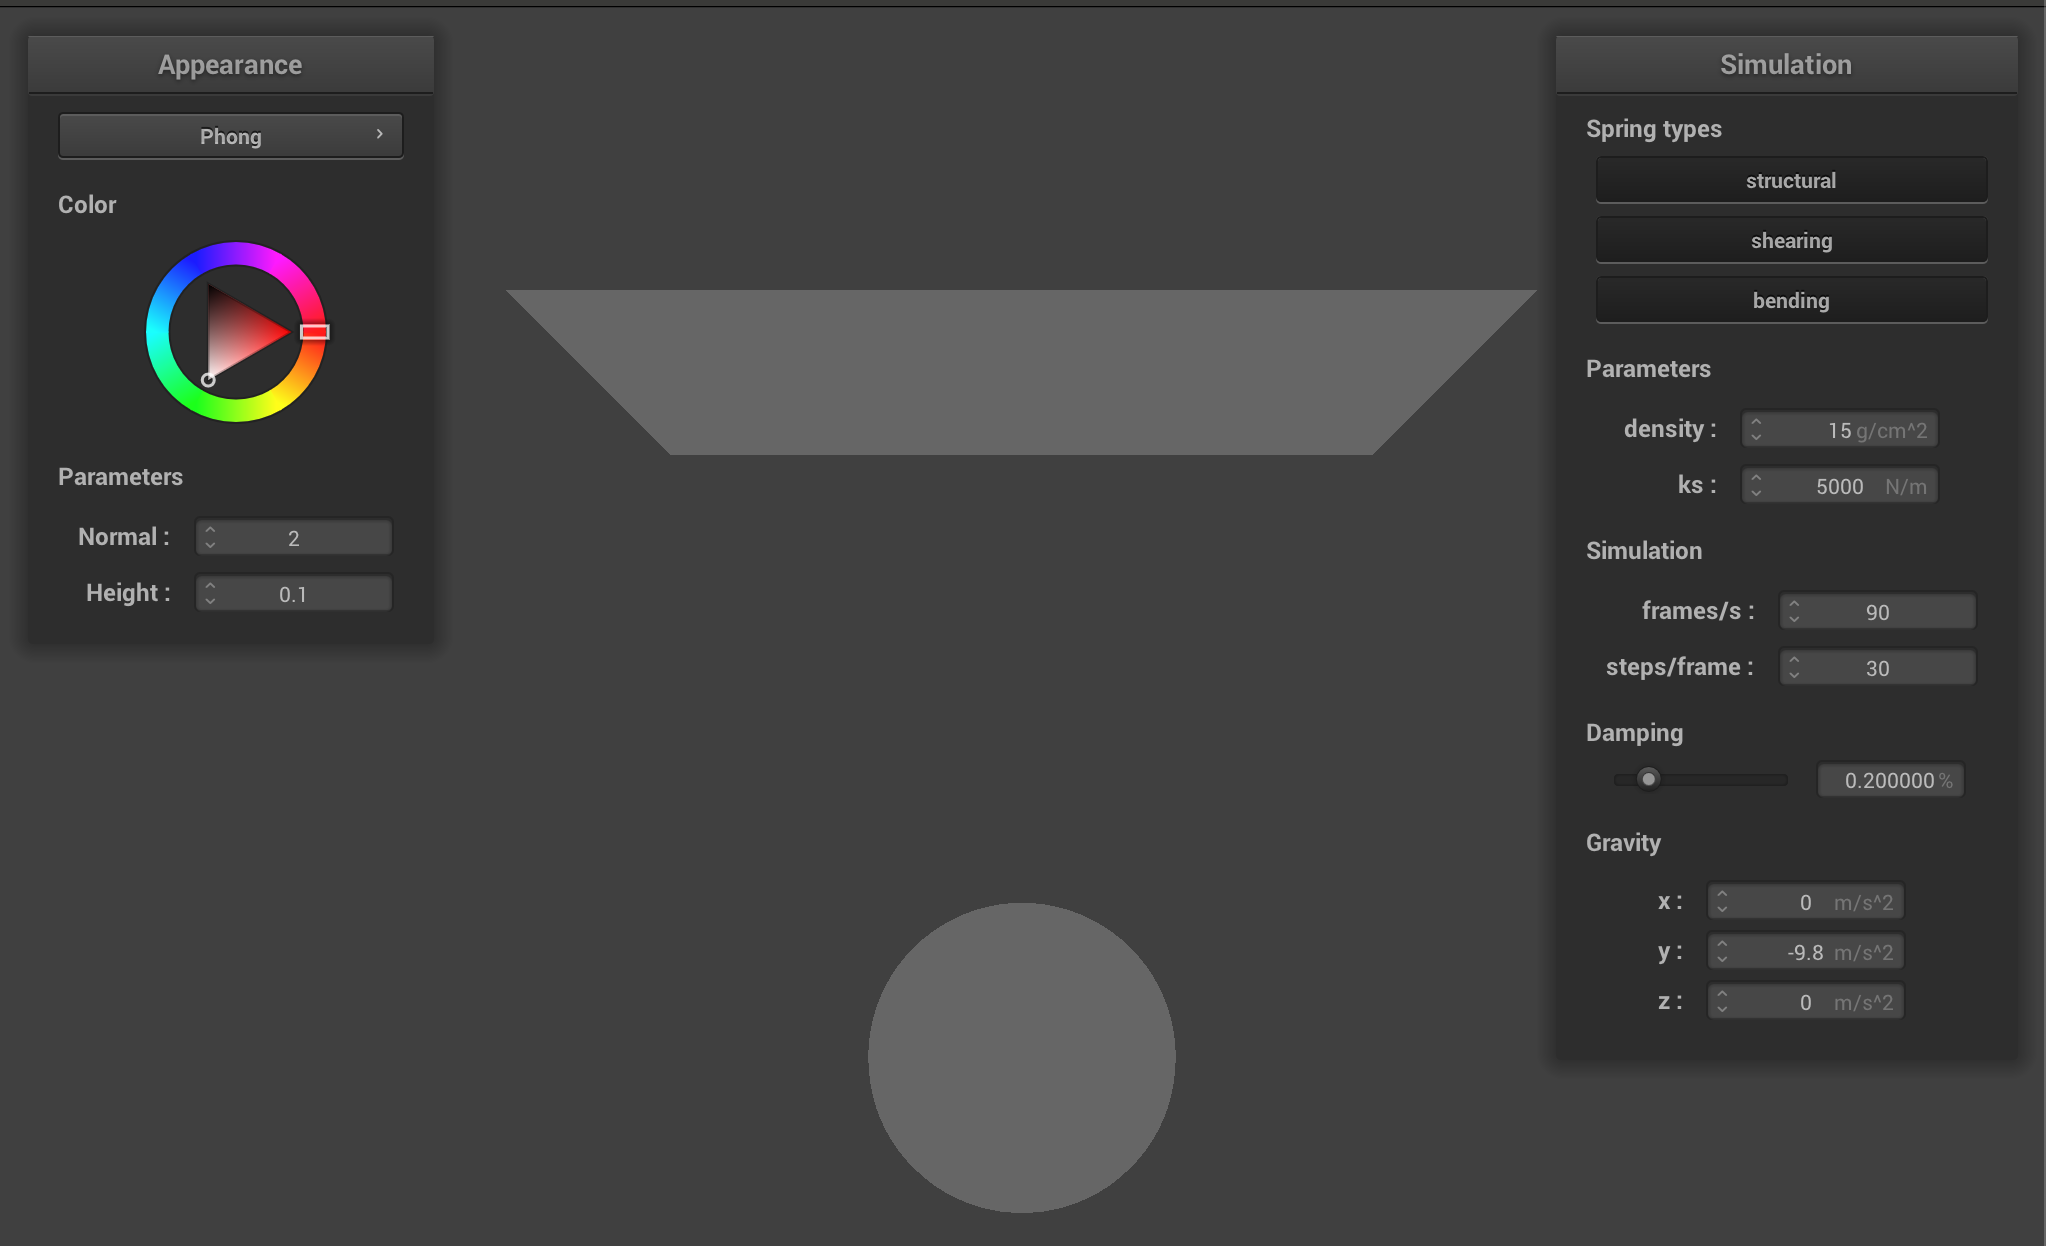 Appearance
Phong
Color
Parameters
Normal : 2
Height : 0.1
Simulation
Spring types
structural
shearing
bending
Parameters
density : 15 g/cm^2
ks : 5000 N/m
Simulation
frames/s : 90
steps/frame : 30
Damping
0.200000 %
Gravity
x : 0 m/s^2
y : -9.8 m/s^2
z : 0 m/s^2